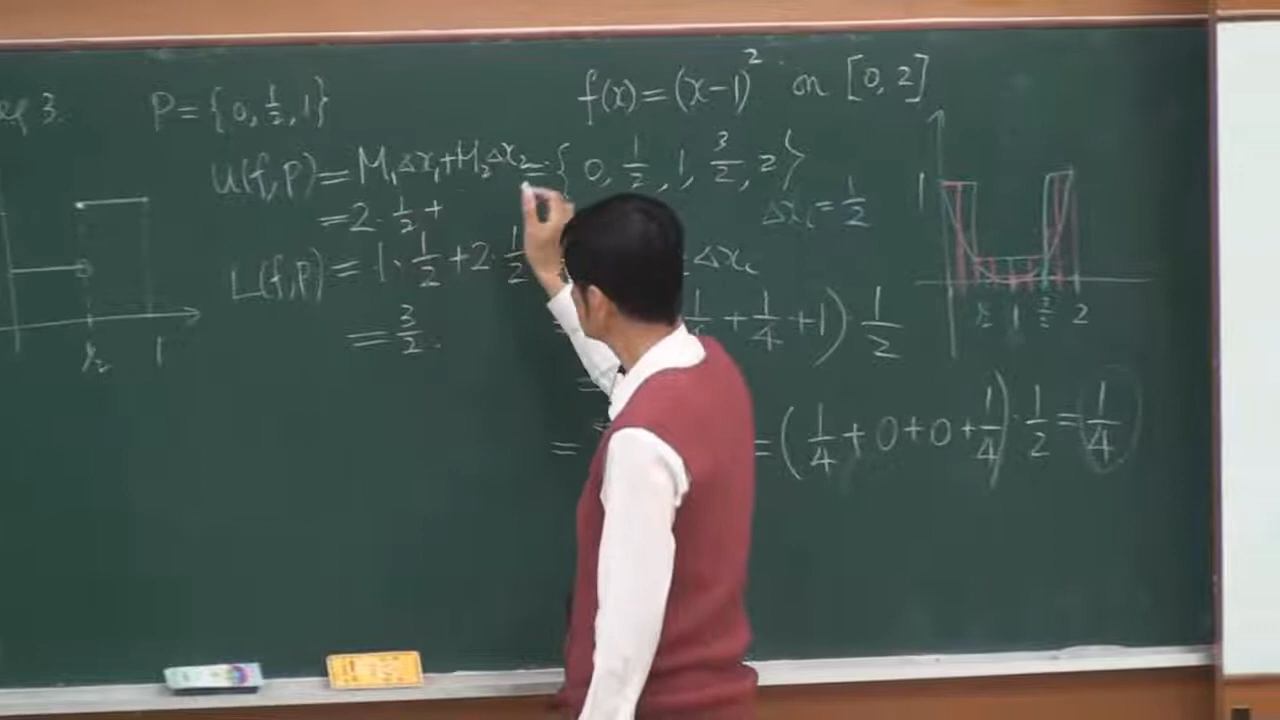 eg 3. P = {0, 1/2, 1}
U(f,P) = M₁Δx₁+M₂Δx₂
= 2·1/2 +
L(f,P) = 1·1/2 + 2·1/2
= 3/2.
1/2 1
f(x) = (x-1)² on [0,2]
= {0, 1/2, 1, 3/2, 2}
Δxᵢ = 1/2
Δxᵢ
+ 1/4 + 1) 1/2
=
= = (1/4 + 0 + 0 + 1/4)·1/2 = 1/4
1
1/2 1 3/2 2